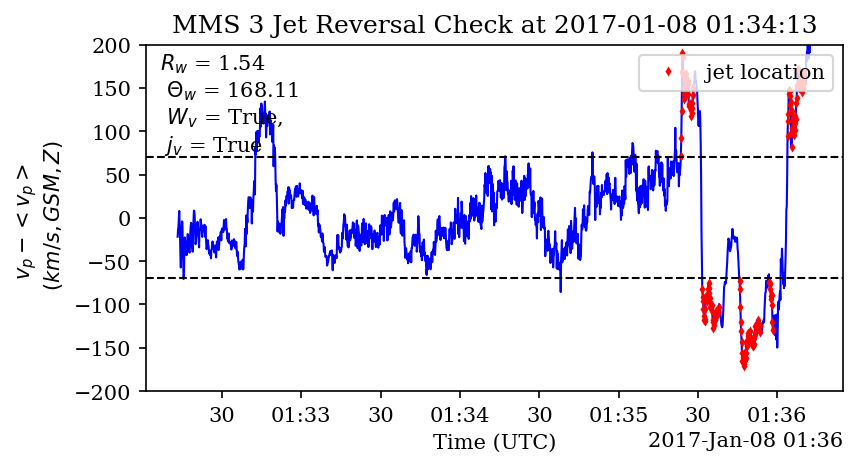 MMS 3 Jet Reversal Check at 2017-01-08 01:34:13
R_w = 1.54
Θ_w = 168.11
W_v = True,
j_v = True
jet location
v_p − < v_p >
(km/s, GSM, Z)
200
150
100
50
0
−50
−100
−150
−200
30 01:33 30 01:34 30 01:35 30 01:36
Time (UTC)
2017-Jan-08 01:36